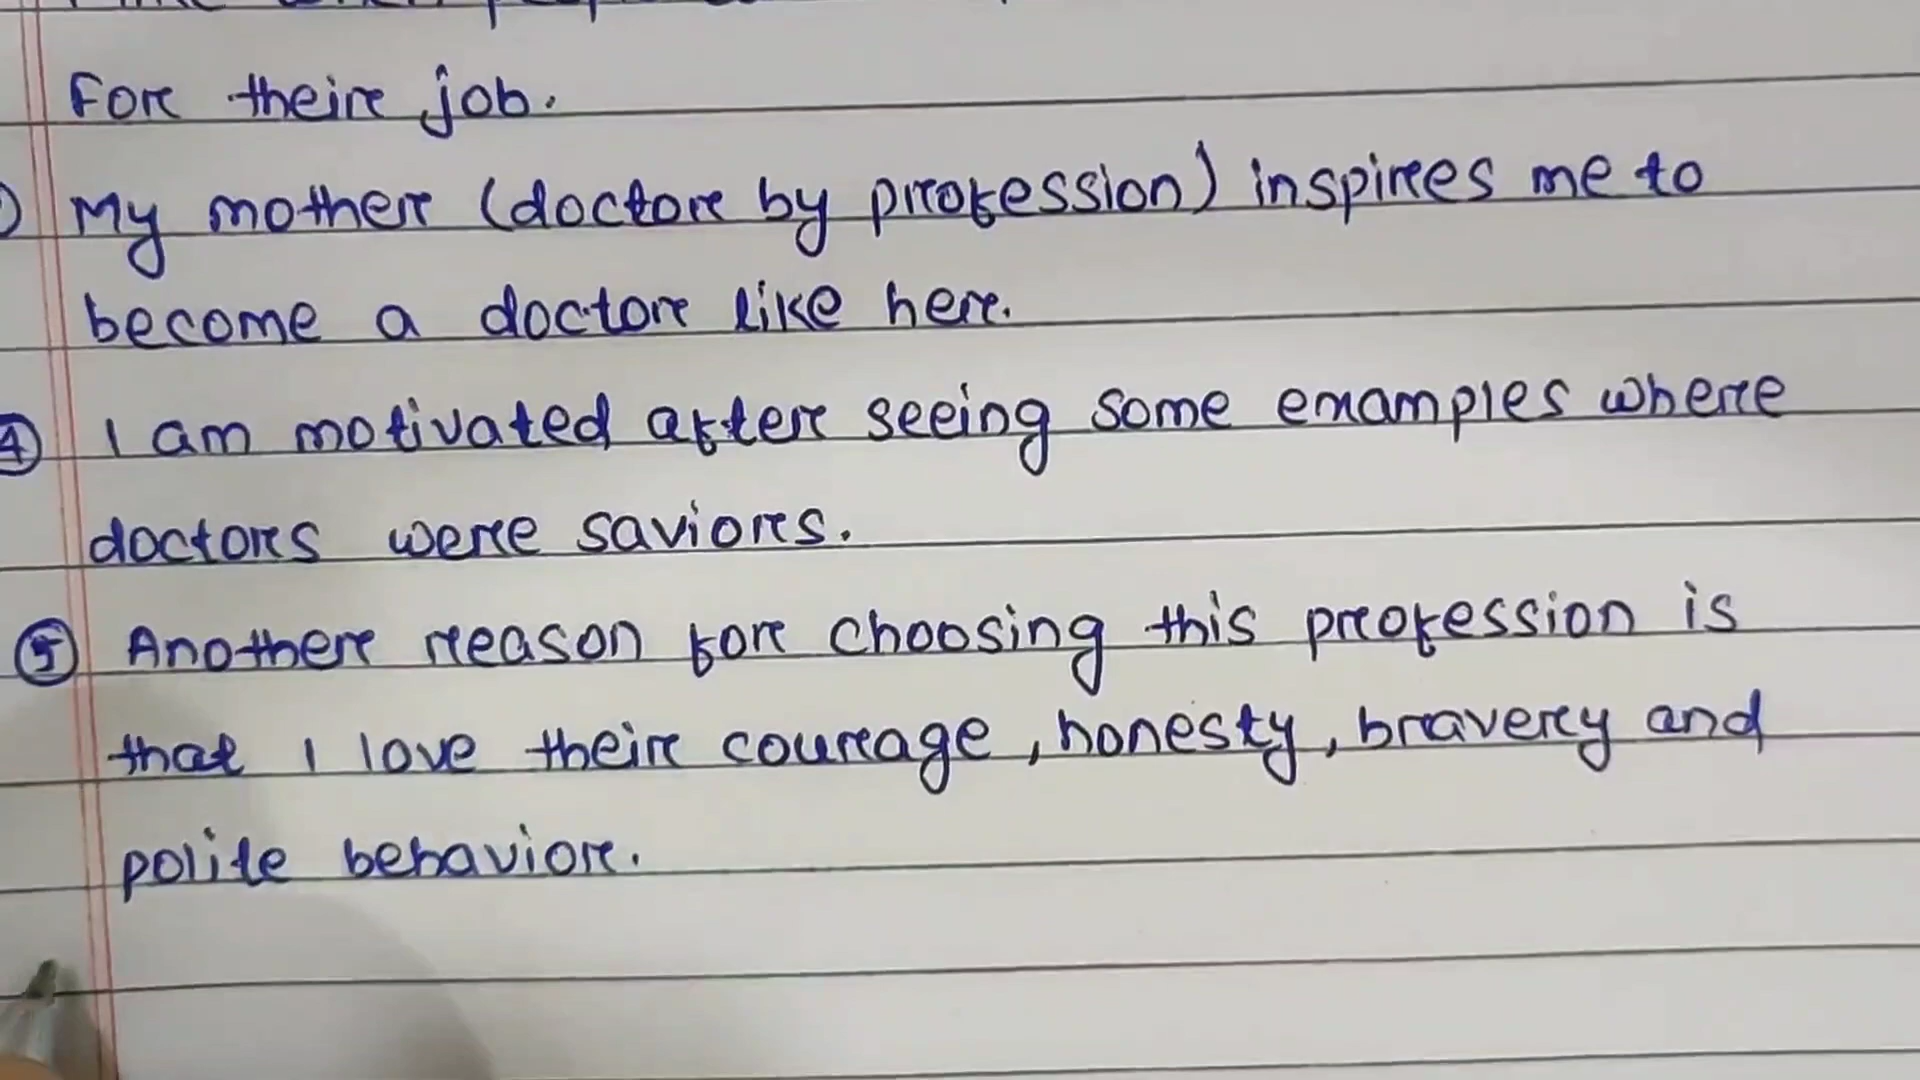 For their job.
My mother (doctor by profession) inspires me to
become a doctor like her.
④ I am motivated after seeing some examples where
doctors were saviors.
⑤ Another reason for choosing this profession is
that I love their courage, honesty, bravery and
polite behavior.